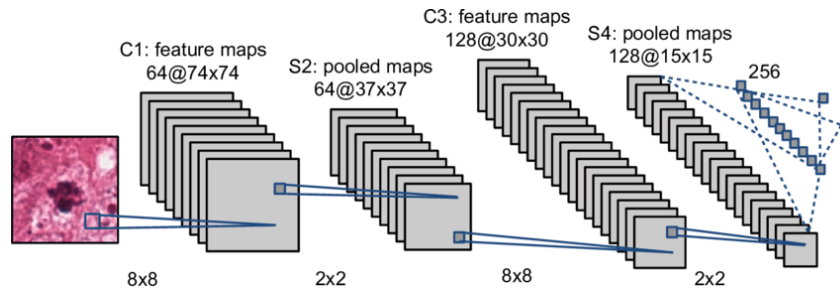 C1: feature maps
64@74x74
S2: pooled maps
64@37x37
C3: feature maps
128@30x30
S4: pooled maps
128@15x15
256
8x8
2x2
8x8
2x2